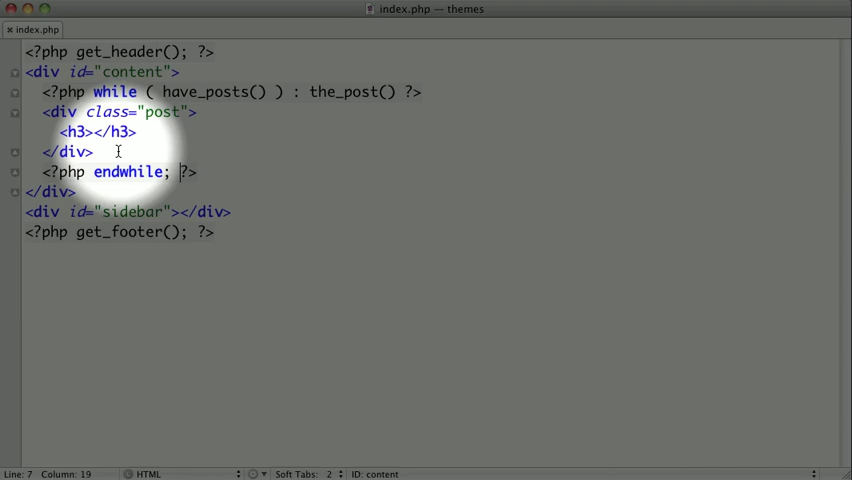 index.php — themes
index.php
<?php get_header(); ?>
<div id="content">
<?php while ( have_posts() ) : the_post() ?>
<div class="post">
<h3></h3>
</div>
<?php endwhile; ?>
</div>
<div id="sidebar"></div>
<?php get_footer(); ?>
Line: 7 Column: 19 HTML Soft Tabs: 2 ID: content